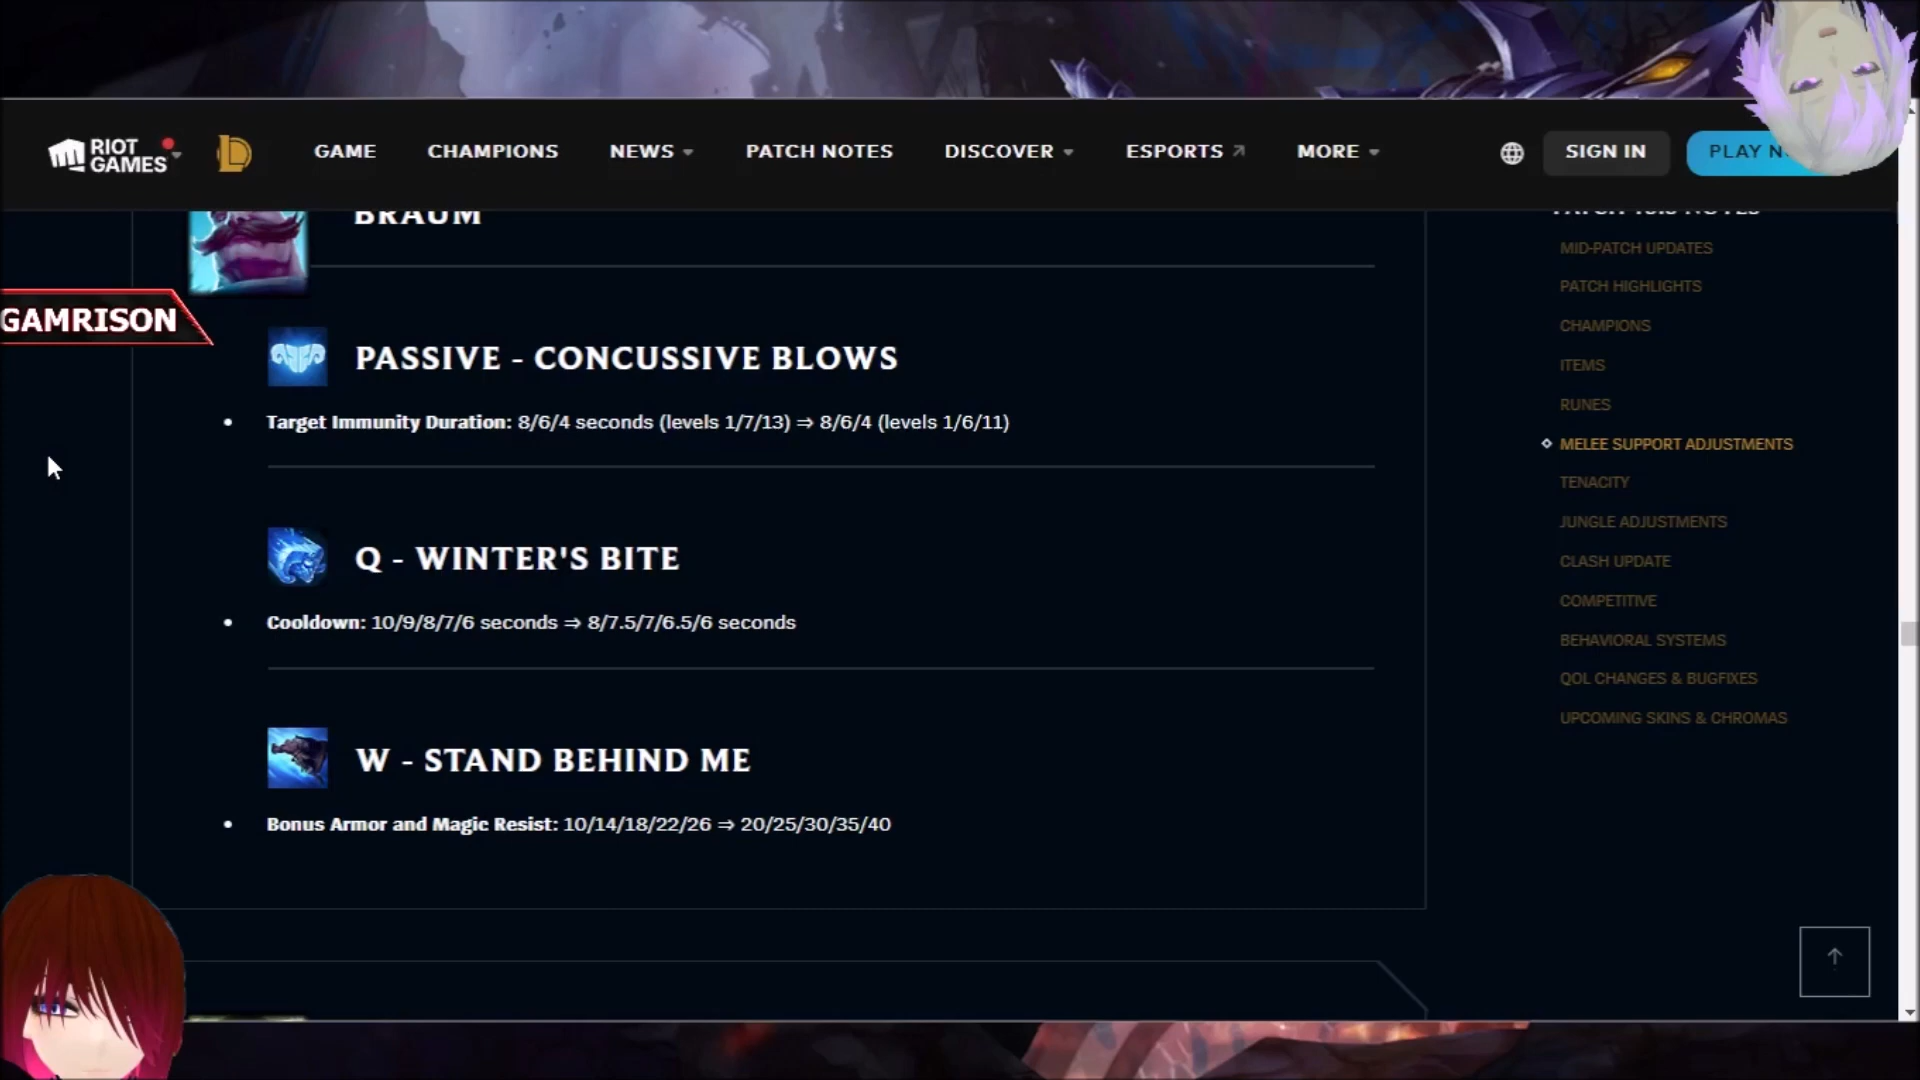 RIOT GAMES
GAME
CHAMPIONS
NEWS
PATCH NOTES
DISCOVER
ESPORTS
MORE
SIGN IN
PLAY
BRAUM
GAMRISON
PASSIVE - CONCUSSIVE BLOWS
Target Immunity Duration: 8/6/4 seconds (levels 1/7/13) ⇒ 8/6/4 (levels 1/6/11)
Q - WINTER'S BITE
Cooldown: 10/9/8/7/6 seconds ⇒ 8/7.5/7/6.5/6 seconds
W - STAND BEHIND ME
Bonus Armor and Magic Resist: 10/14/18/22/26 ⇒ 20/25/30/35/40
NOTES
MID-PATCH UPDATES
PATCH HIGHLIGHTS
CHAMPIONS
ITEMS
RUNES
MELEE SUPPORT ADJUSTMENTS
TENACITY
JUNGLE ADJUSTMENTS
CLASH UPDATE
COMPETITIVE
BEHAVIORAL SYSTEMS
QOL CHANGES & BUGFIXES
UPCOMING SKINS & CHROMAS